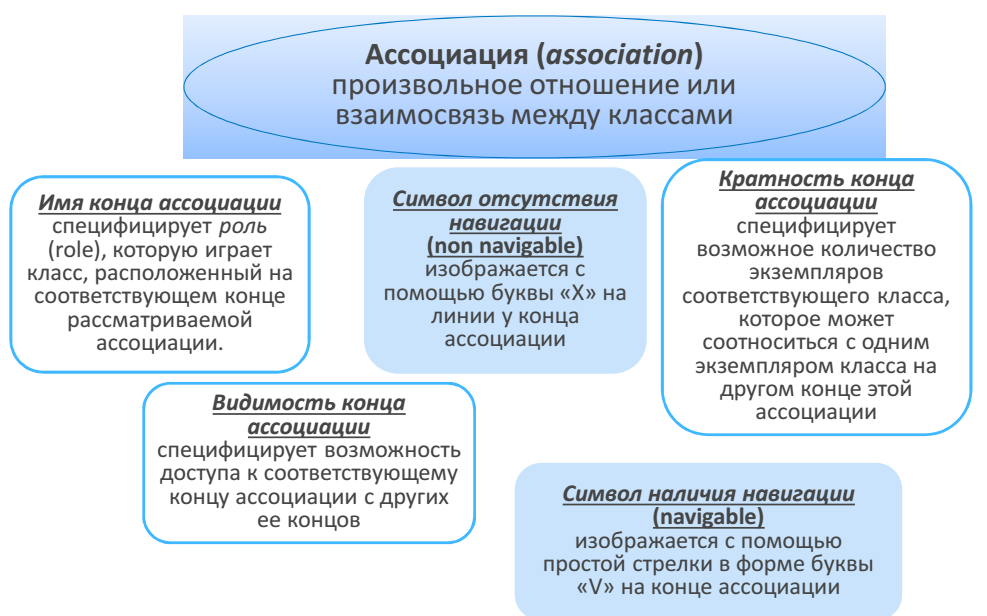 Ассоциация (association)
произвольное отношение или
взаимосвязь между классами
Имя конца ассоциации
специфицирует роль
(role), которую играет
класс, расположенный на
соответствующем конце
рассматриваемой
ассоциации.
Символ отсутствия
навигации
(non navigable)
изображается с
помощью буквы «X» на
линии у конца
ассоциации
Кратность конца
ассоциации
специфицирует
возможное количество
экземпляров
соответствующего класса,
которое может
соотноситься с одним
экземпляром класса на
другом конце этой
ассоциации
Видимость конца
ассоциации
специфицирует возможность
доступа к соответствующему
концу ассоциации с других
ее концов
Символ наличия навигации
(navigable)
изображается с помощью
простой стрелки в форме буквы
«V» на конце ассоциации